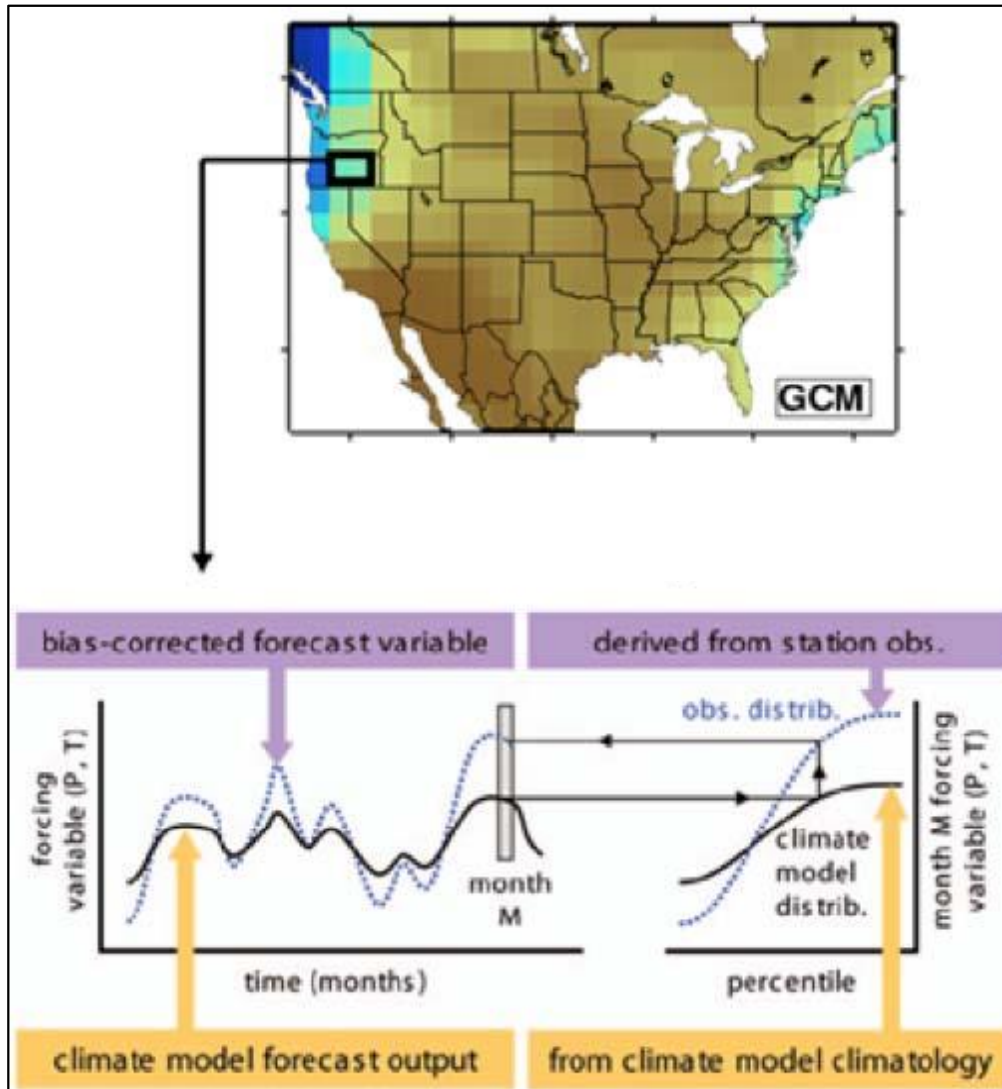 GCM
bias-corrected forecast variable
derived from station obs.
forcing
variable (P, T)
obs. distrib.
month M forcing
variable (P, T)
climate
model
distrib.
month
M
time (months)
percentile
climate model forecast output
from climate model climatology